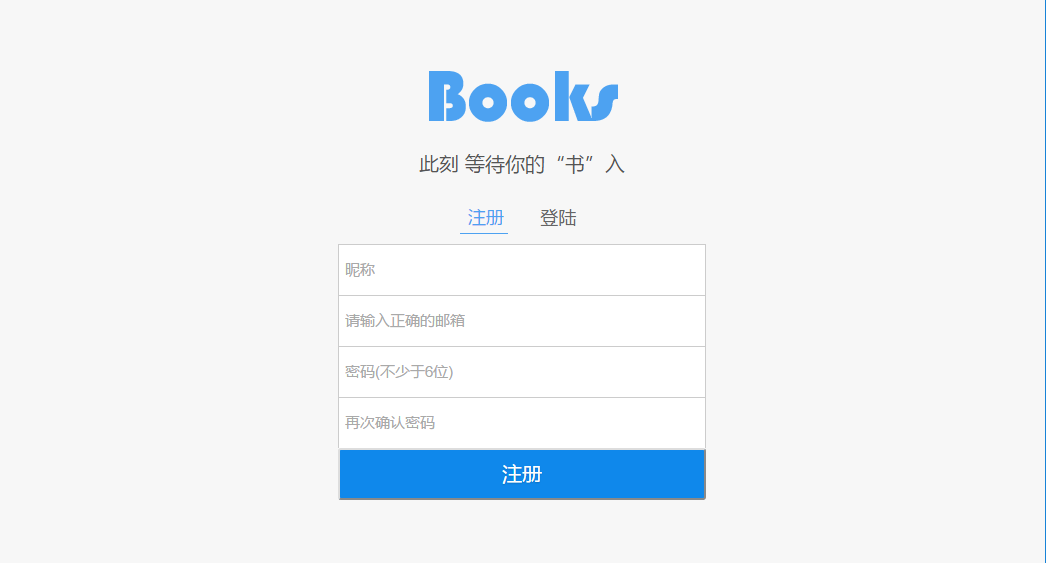 Books
此刻 等待你的“书”入
注册 登陆
昵称
请输入正确的邮箱
密码(不少于6位)
再次确认密码
注册